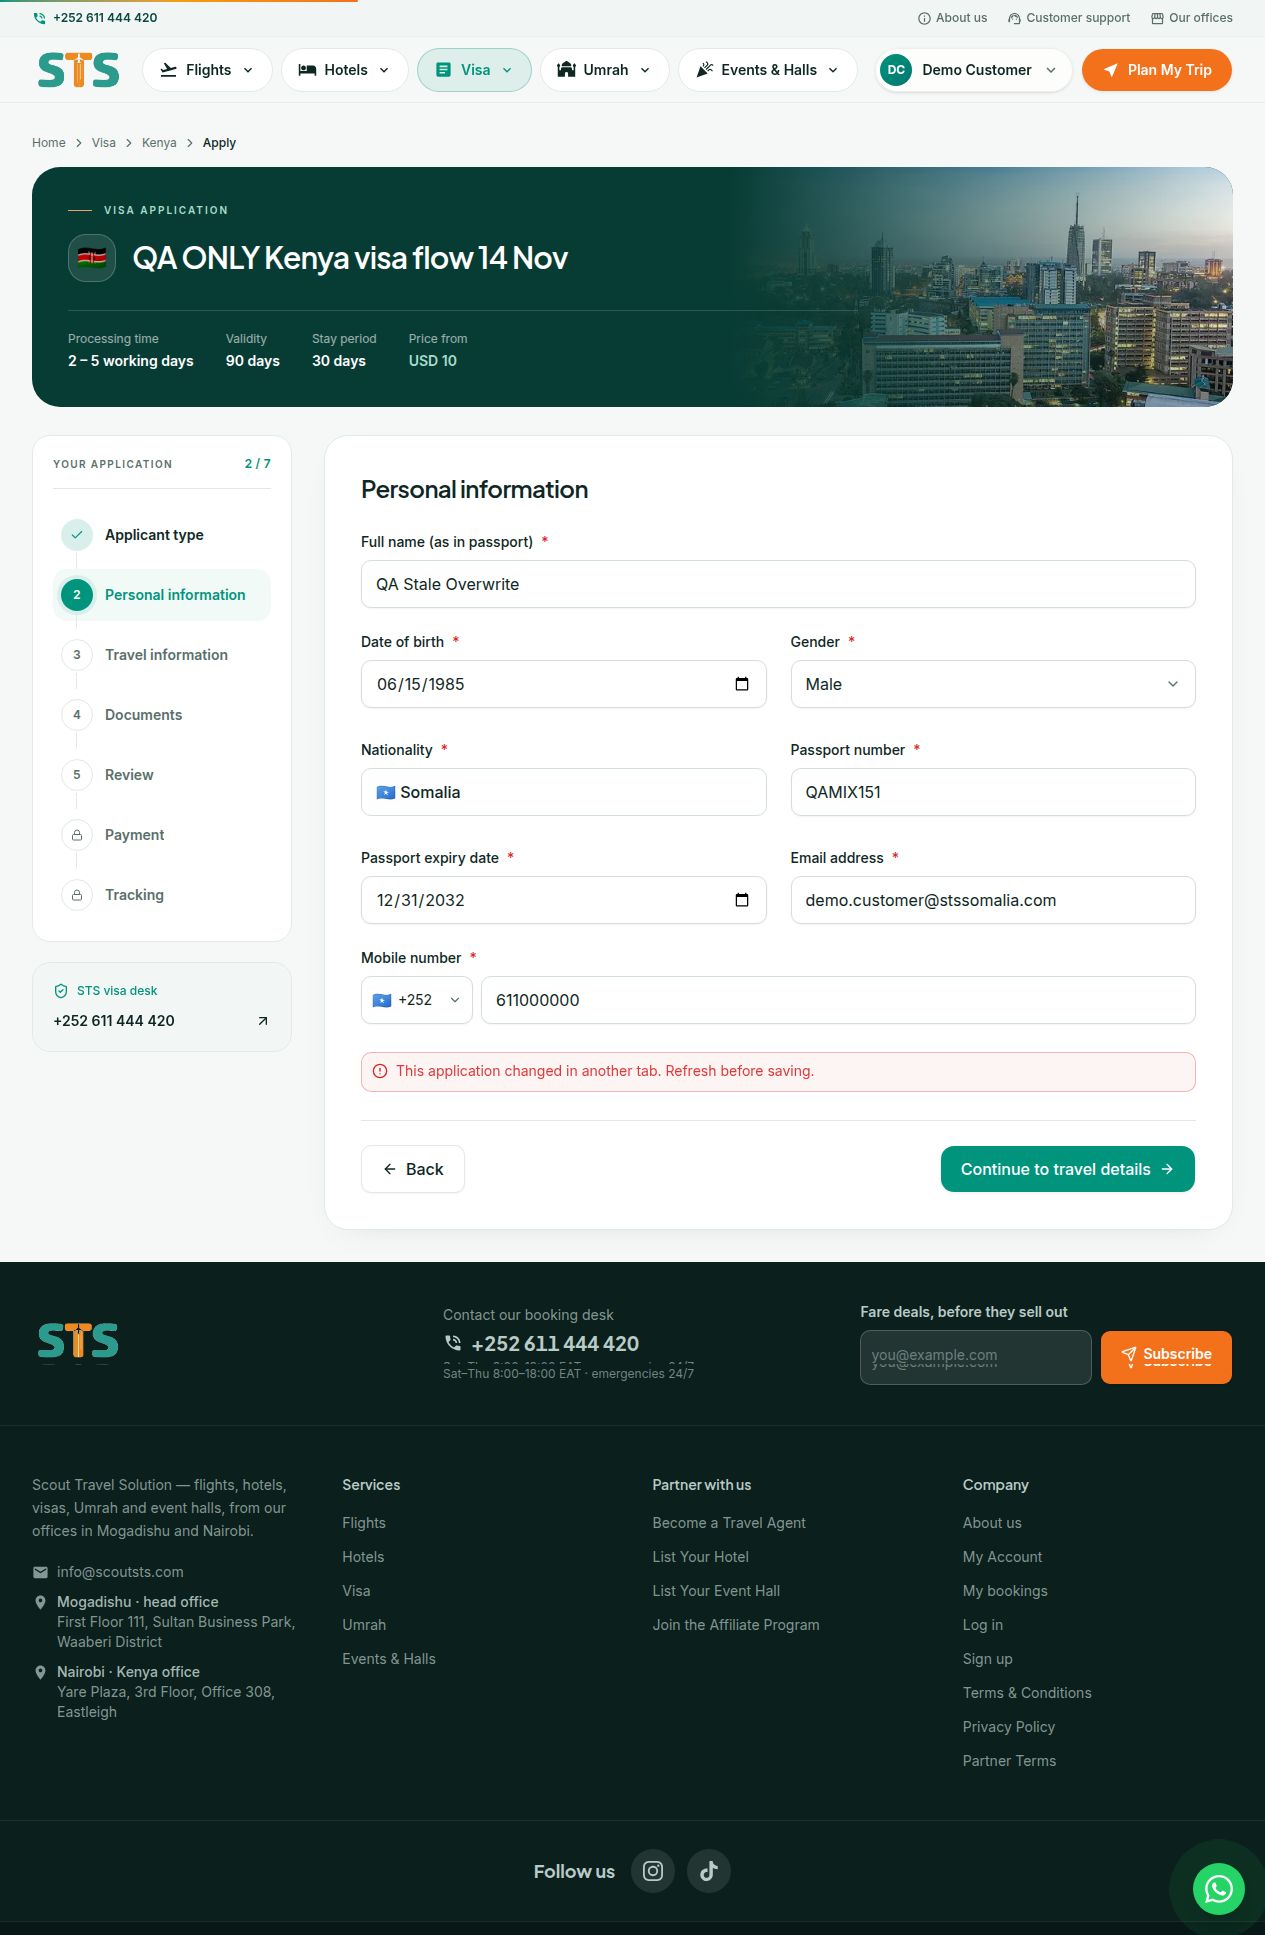 +252 611 444 420
About us
Customer support
Our offices
STS
Flights
Hotels
Visa
Umrah
Events & Halls
DC
Demo Customer
Plan My Trip
Home
Visa
Kenya
Apply
VISA APPLICATION
QA ONLY Kenya visa flow 14 Nov
Processing time
2 – 5 working days
Validity
90 days
Stay period
30 days
Price from
USD 10
YOUR APPLICATION
2 / 7
Applicant type
2
Personal information
3
Travel information
4
Documents
5
Review
Payment
Tracking
STS visa desk
+252 611 444 420
Personal information
Full name (as in passport) *
QA Stale Overwrite
Date of birth *
06/15/1985
Gender *
Male
Nationality *
Somalia
Passport number *
QAMIX151
Passport expiry date *
12/31/2032
Email address *
demo.customer@stssomalia.com
Mobile number *
+252
611000000
This application changed in another tab. Refresh before saving.
Back
Continue to travel details
STS
Contact our booking desk
+252 611 444 420
Sat–Thu 8:00–18:00 EAT · emergencies 24/7
Fare deals, before they sell out
you@example.com
Subscribe
Scout Travel Solution — flights, hotels,
visas, Umrah and event halls, from our
offices in Mogadishu and Nairobi.
info@scoutsts.com
Mogadishu · head office
First Floor 111, Sultan Business Park,
Waaberi District
Nairobi · Kenya office
Yare Plaza, 3rd Floor, Office 308,
Eastleigh
Services
Flights
Hotels
Visa
Umrah
Events & Halls
Partner with us
Become a Travel Agent
List Your Hotel
List Your Event Hall
Join the Affiliate Program
Company
About us
My Account
My bookings
Log in
Sign up
Terms & Conditions
Privacy Policy
Partner Terms
Follow us